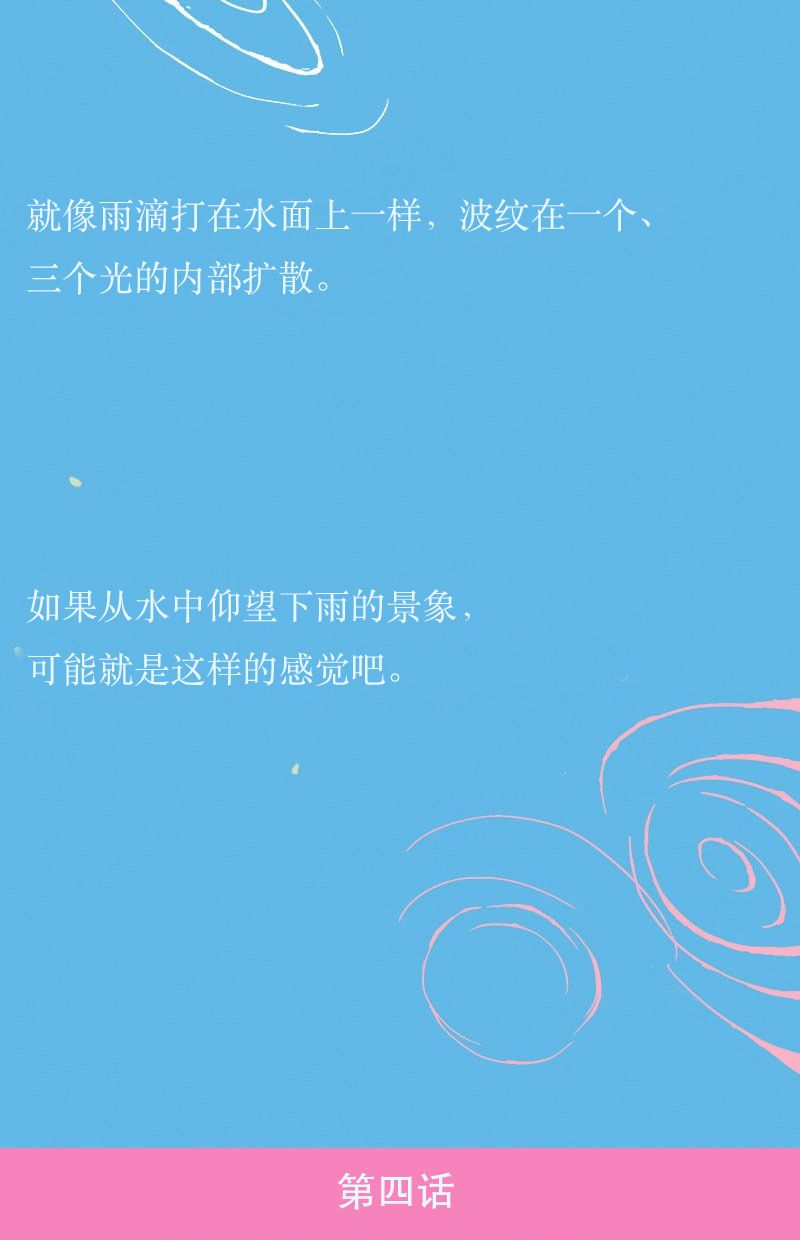 就像雨滴打在水面上一样，波纹在一个、
三个光的内部扩散。
如果从水中仰望下雨的景象，
可能就是这样的感觉吧。
第四话